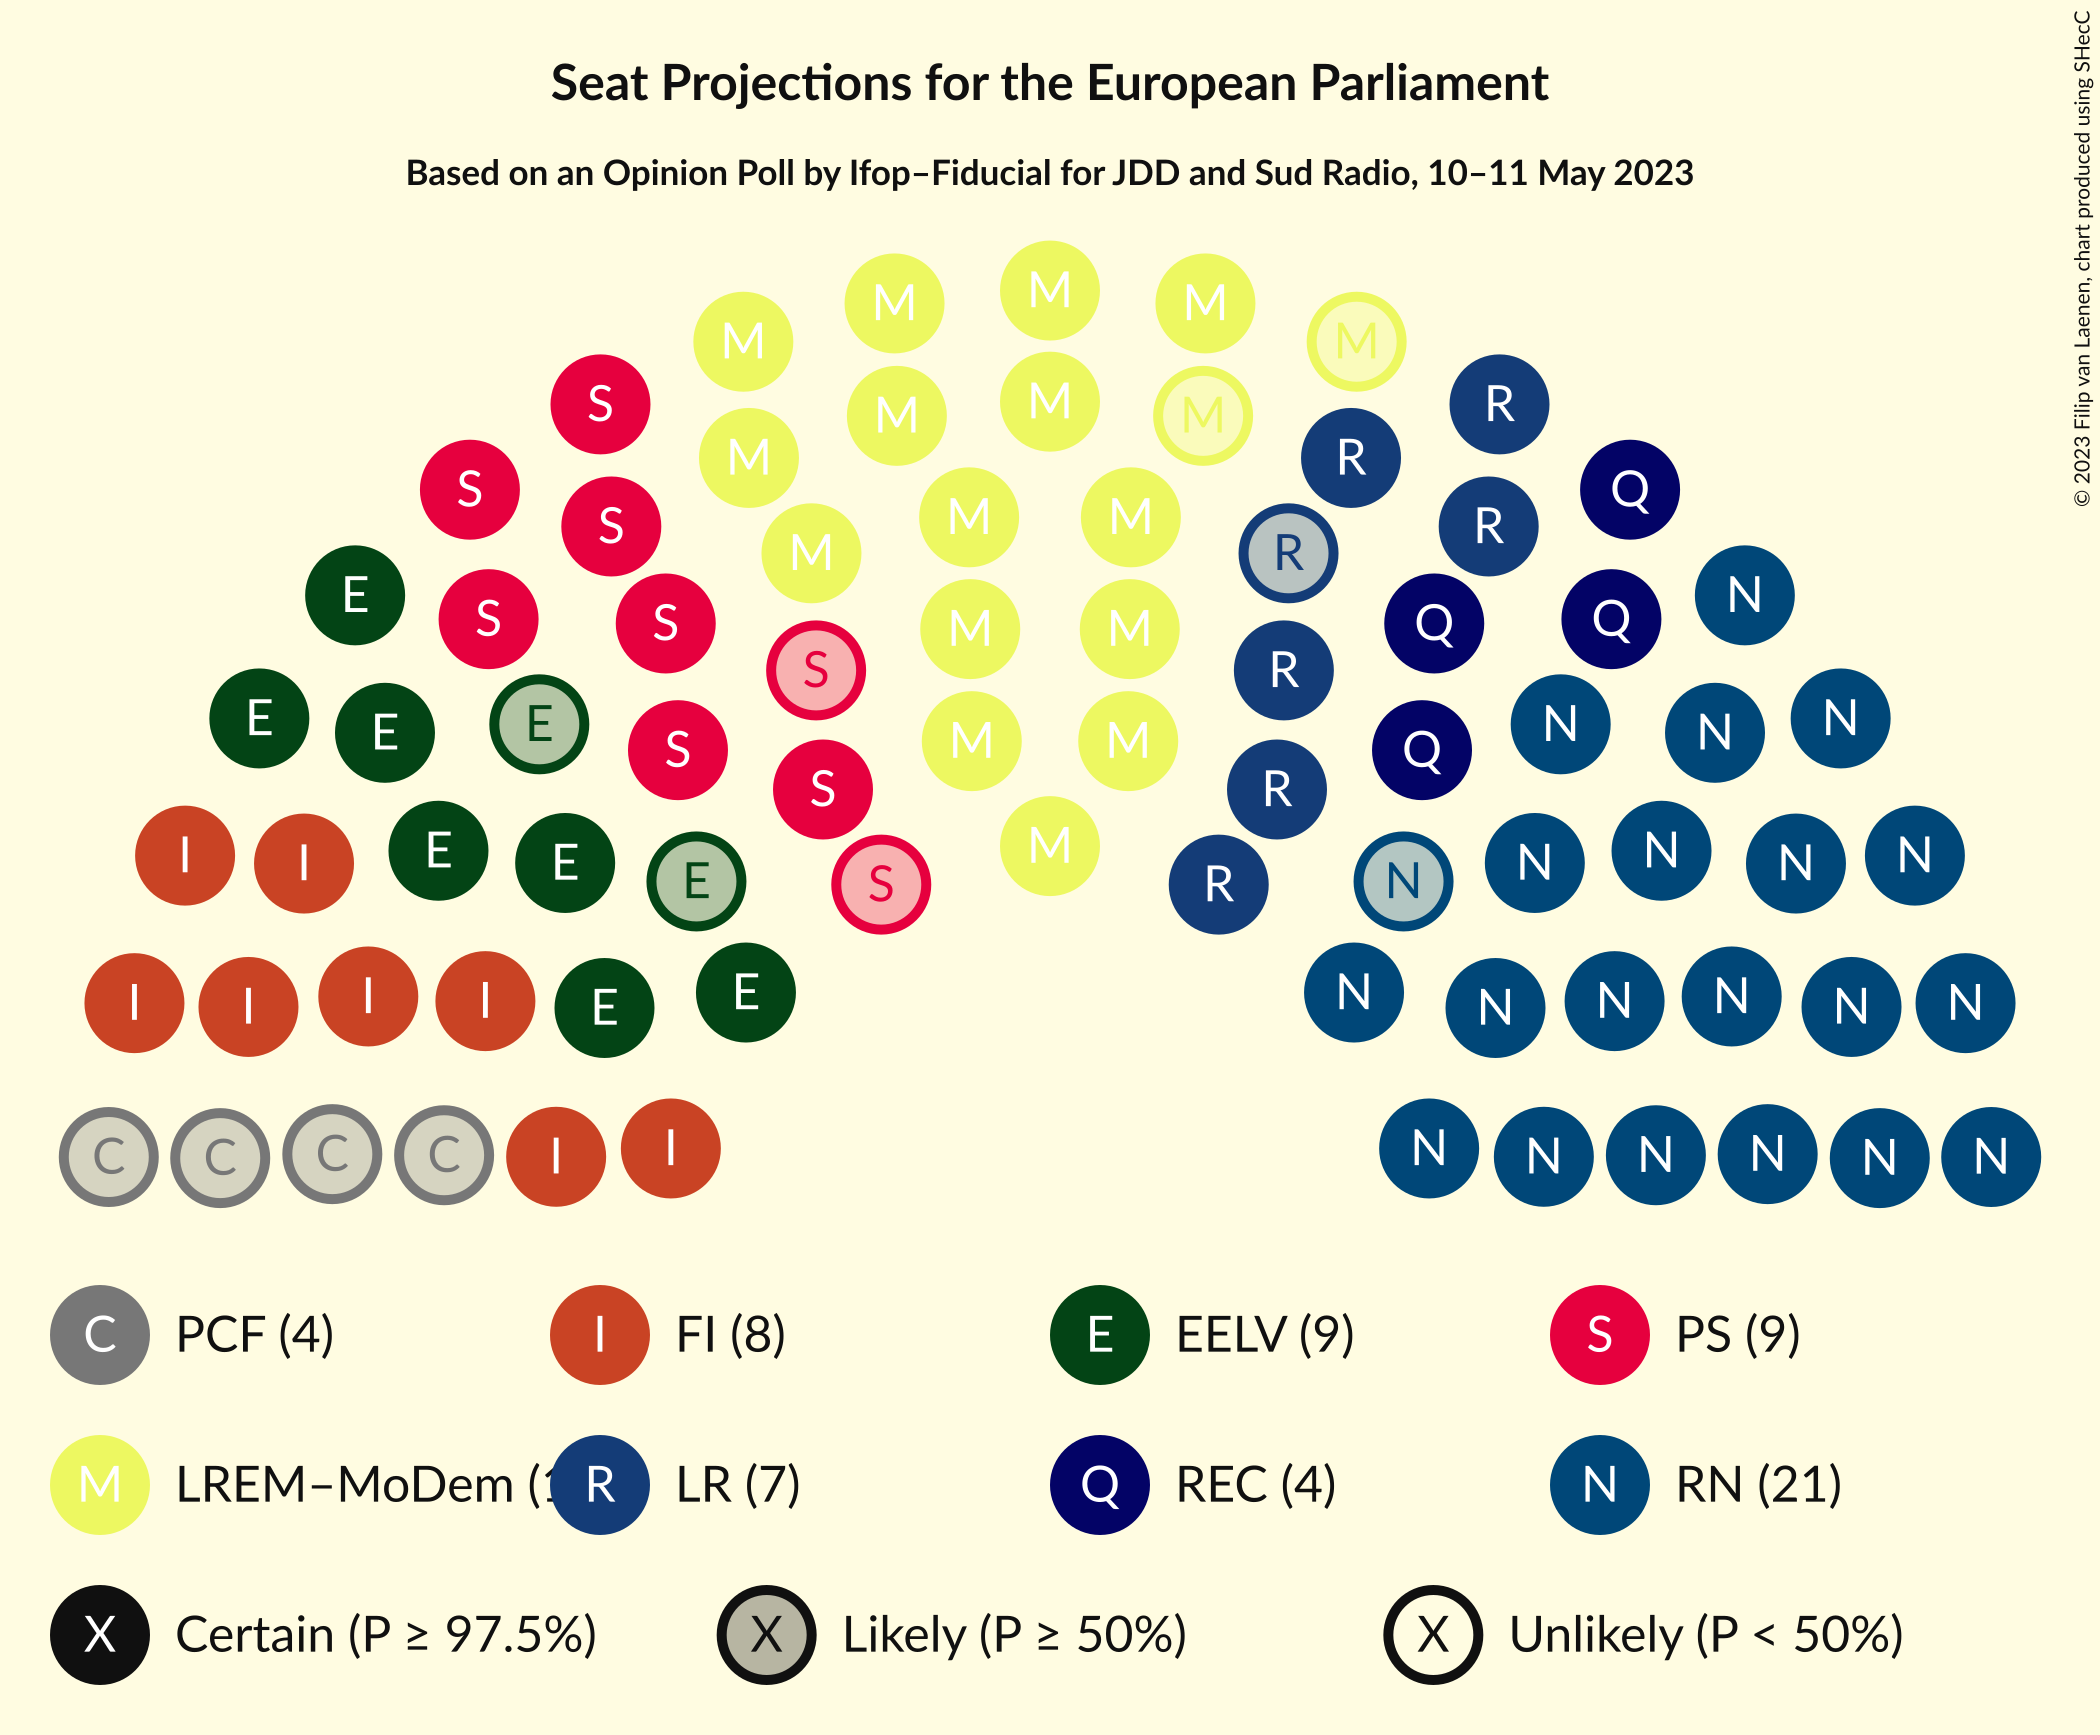 Seat Projections for the European Parliament
Based on an Opinion Poll by Ifop–Fiducial for JDD and Sud Radio, 10–11 May 2023
© 2023 Filip van Laenen, chart produced using SHecC
M M M M M
S M M M M R
S S M M M R R R Q
E S S M M R Q Q N
E E E S S M M R Q N N N
I I E E E S S M R R N N N N N
I I I I E E N N N N N N
C C C C I I N N N N N N
C PCF (4) I FI (8) E EELV (9) S PS (9)
M LREM–MoDem ( R LR (7) Q REC (4) N RN (21)
X Certain (P ≥ 97.5%) X Likely (P ≥ 50%) X Unlikely (P < 50%)